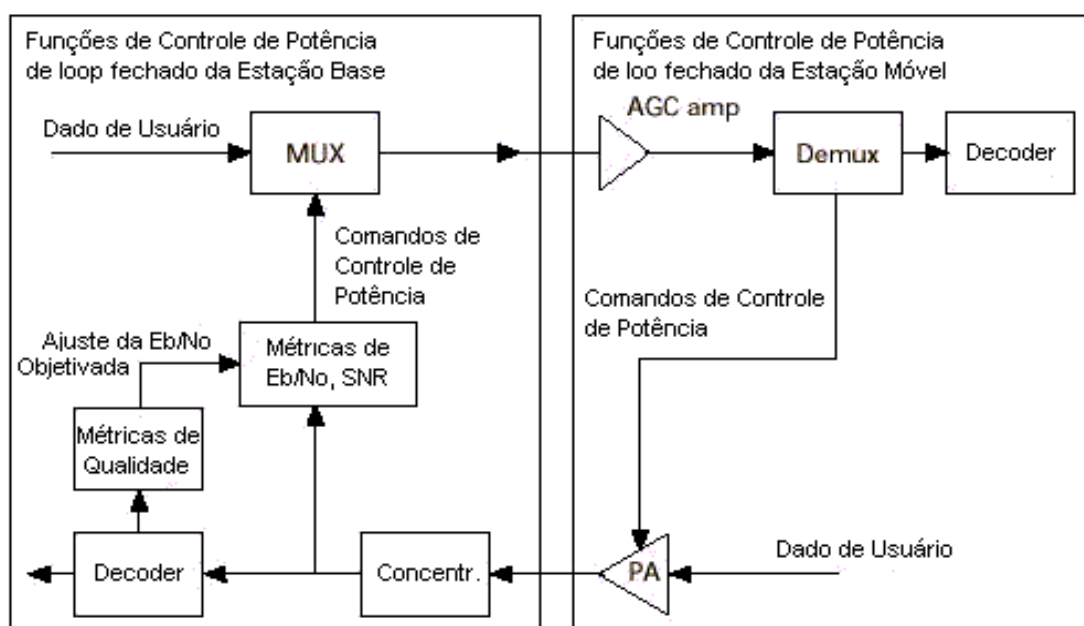 Funções de Controle de Potência
de loop fechado da Estação Base
Dado de Usuário
MUX
Comandos de
Controle de
Potência
Ajuste da Eb/No
Objetivada
Métricas de
Eb/No, SNR
Métricas de
Qualidade
Decoder
Concentr.
Funções de Controle de Potência
de loo fechado da Estação Móvel
AGC amp
Demux
Decoder
Comandos de Controle
de Potência
PA
Dado de Usuário